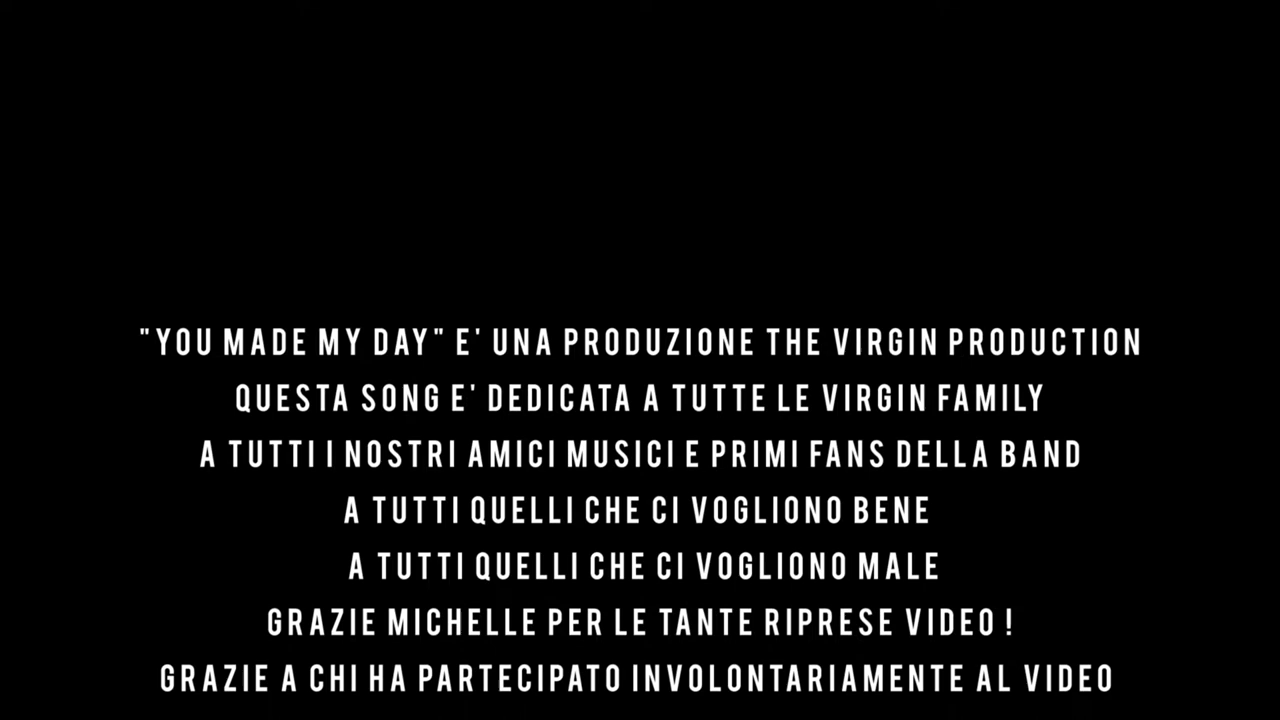 "YOU MADE MY DAY" E' UNA PRODUZIONE THE VIRGIN PRODUCTION
QUESTA SONG E' DEDICATA A TUTTE LE VIRGIN FAMILY
A TUTTI I NOSTRI AMICI MUSICI E PRIMI FANS DELLA BAND
A TUTTI QUELLI CHE CI VOGLIONO BENE
A TUTTI QUELLI CHE CI VOGLIONO MALE
GRAZIE MICHELLE PER LE TANTE RIPRESE VIDEO !
GRAZIE A CHI HA PARTECIPATO INVOLONTARIAMENTE AL VIDEO